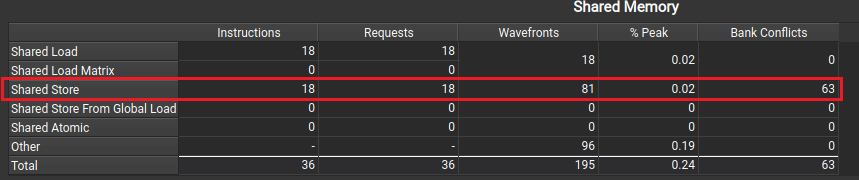 Shared Memory
Instructions Requests Wavefronts % Peak Bank Conflicts
Shared Load 18 18 18 0.02 0
Shared Load Matrix 0 0
Shared Store 18 18 81 0.02 63
Shared Store From Global Load 0 0 0 0 0
Shared Atomic 0 0 0 0 0
Other - - 96 0.19 0
Total 36 36 195 0.24 63